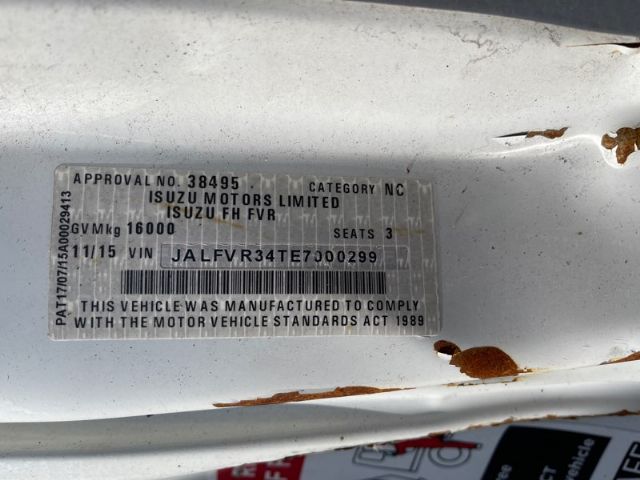 APPROVAL NO. 38495 CATEGORY NC
ISUZU MOTORS LIMITED
ISUZU FH FVR
GVMkg 16000 SEATS 3
11/15 VIN JALFVR34TE7000299
THIS VEHICLE WAS MANUFACTURED TO COMPLY
WITH THE MOTOR VEHICLE STANDARDS ACT 1989
PAT17/07/15A00029413
vehicle